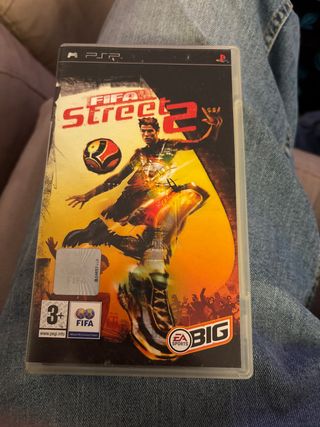 PSP
FIFA
Street 2
3+
www.pegi.info
FIFA
EA
SPORTS
BIG